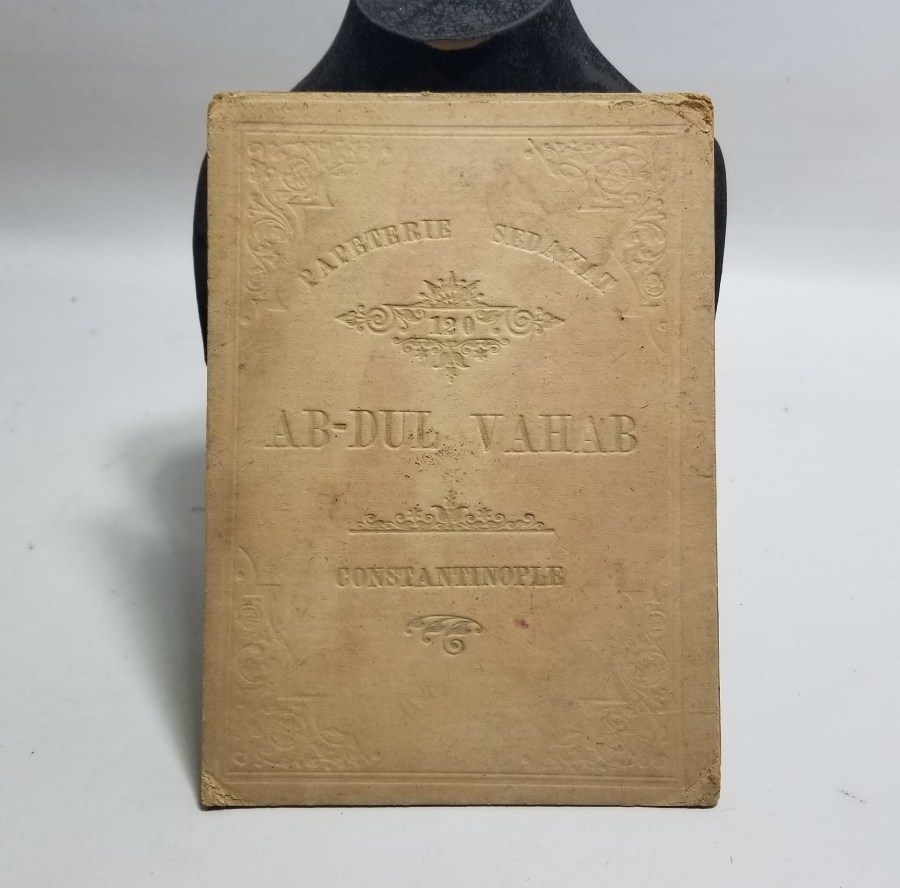 PAPETERIE SEDAKAT
120
AB-DUL VAHAB
CONSTANTINOPLE